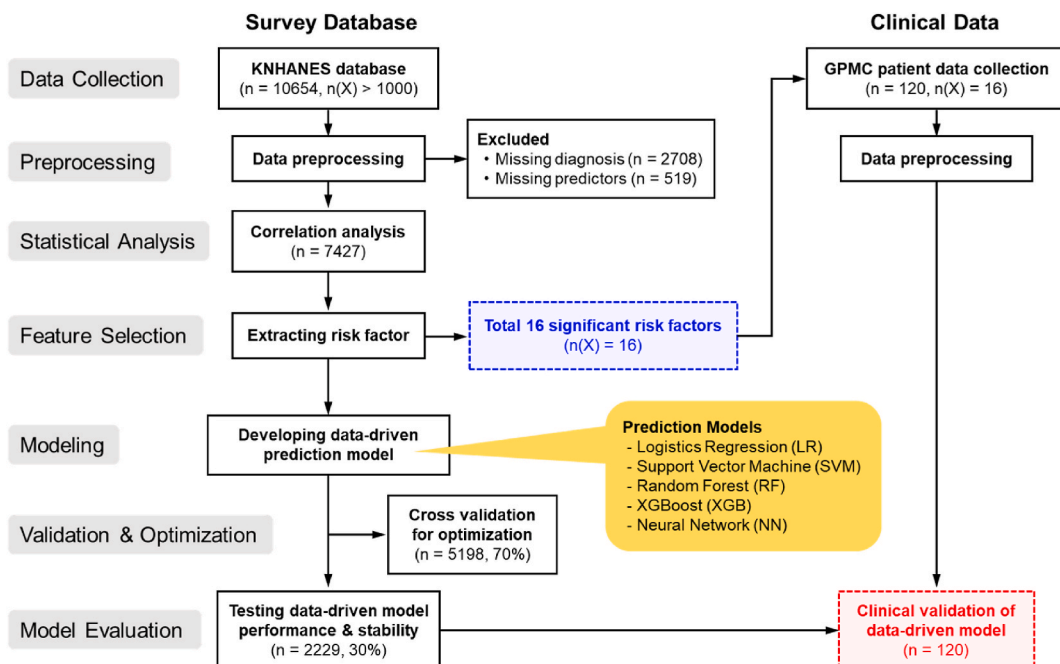 Survey Database
Clinical Data
Data Collection
KNHANES database
(n = 10654, n(X) > 1000)
GPMC patient data collection
(n = 120, n(X) = 16)
Preprocessing
Data preprocessing
Excluded
• Missing diagnosis (n = 2708)
• Missing predictors (n = 519)
Data preprocessing
Statistical Analysis
Correlation analysis
(n = 7427)
Feature Selection
Extracting risk factor
Total 16 significant risk factors
(n(X) = 16)
Modeling
Developing data-driven
prediction model
Prediction Models
- Logistics Regression (LR)
- Support Vector Machine (SVM)
- Random Forest (RF)
- XGBoost (XGB)
- Neural Network (NN)
Validation & Optimization
Cross validation
for optimization
(n = 5198, 70%)
Model Evaluation
Testing data-driven model
performance & stability
(n = 2229, 30%)
Clinical validation of
data-driven model
(n = 120)